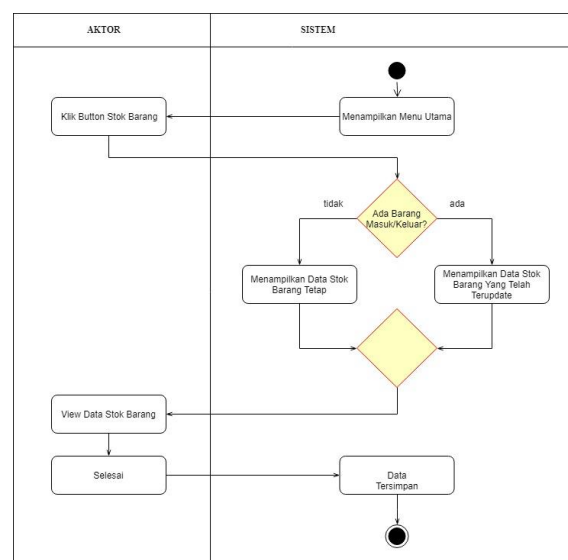 AKTOR
SISTEM
Menampilkan Menu Utama
Klik Button Stok Barang
Ada Barang
Masuk/Keluar?
tidak
ada
Menampilkan Data Stok
Barang Tetap
Menampilkan Data Stok
Barang Yang Telah
Terupdate
View Data Stok Barang
Selesai
Data
Tersimpan